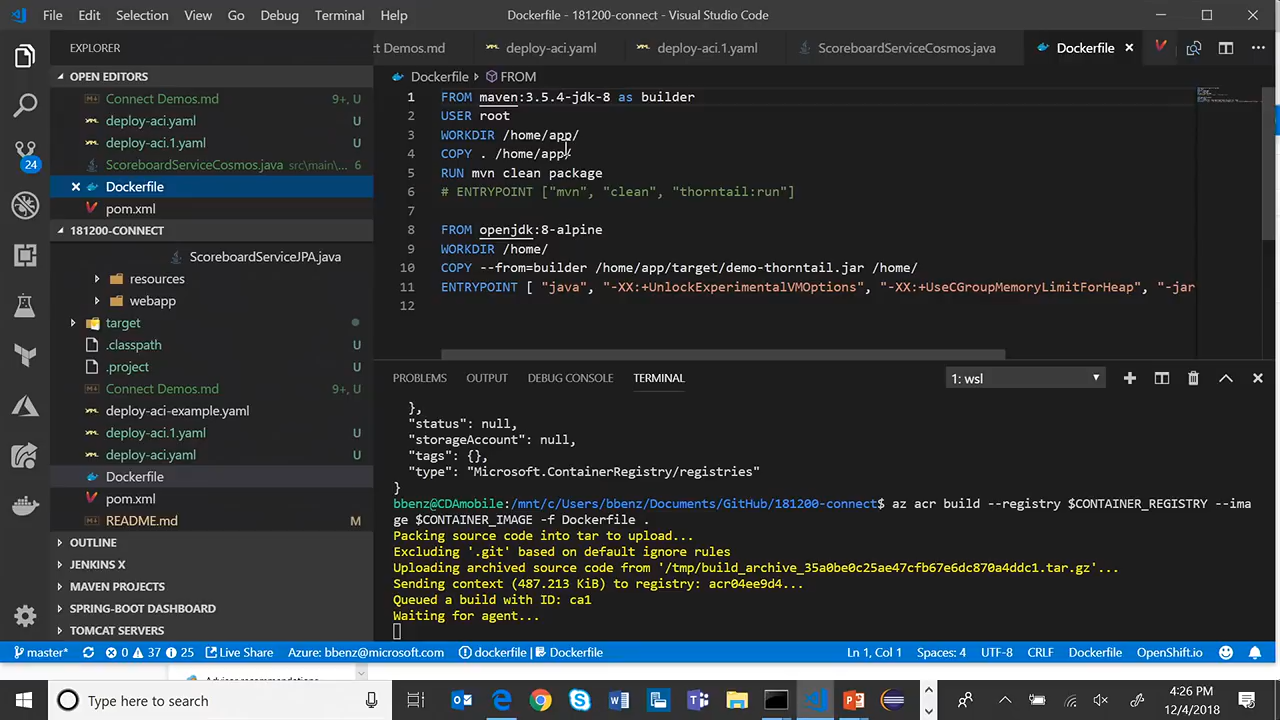 File Edit Selection View Go Debug Terminal Help
Dockerfile - 181200-connect - Visual Studio Code
EXPLORER
OPEN EDITORS
Connect Demos.md 9+, U
deploy-aci.yaml U
deploy-aci.1.yaml U
ScoreboardServiceCosmos.java src\main\... 6
Dockerfile
pom.xml
181200-CONNECT
ScoreboardServiceJPA.java
resources
webapp
target
.classpath U
.project U
Connect Demos.md 9+, U
deploy-aci-example.yaml
deploy-aci.1.yaml U
deploy-aci.yaml U
Dockerfile
pom.xml
README.md M
OUTLINE
JENKINS X
MAVEN PROJECTS
SPRING-BOOT DASHBOARD
TOMCAT SERVERS
24
ct Demos.md deploy-aci.yaml deploy-aci.1.yaml ScoreboardServiceCosmos.java Dockerfile
Dockerfile FROM
1 FROM maven:3.5.4-jdk-8 as builder
2 USER root
3 WORKDIR /home/app/
4 COPY . /home/app/
5 RUN mvn clean package
6 # ENTRYPOINT ["mvn", "clean", "thorntail:run"]
7
8 FROM openjdk:8-alpine
9 WORKDIR /home/
10 COPY --from=builder /home/app/target/demo-thorntail.jar /home/
11 ENTRYPOINT [ "java", "-XX:+UnlockExperimentalVMOptions", "-XX:+UseCGroupMemoryLimitForHeap", "-jar
12
PROBLEMS OUTPUT DEBUG CONSOLE TERMINAL 1: wsl
},
"status": null,
"storageAccount": null,
"tags": {},
"type": "Microsoft.ContainerRegistry/registries"
}
bbenz@CDAmobile:/mnt/c/Users/bbenz/Documents/GitHub/181200-connect$ az acr build --registry $CONTAINER_REGISTRY --ima
ge $CONTAINER_IMAGE -f Dockerfile .
Packing source code into tar to upload...
Excluding '.git' based on default ignore rules
Uploading archived source code from '/tmp/build_archive_35a0be0c25ae47cfb67e6dc870a4ddc1.tar.gz'...
Sending context (487.213 KiB) to registry: acr04ee9d4...
Queued a build with ID: ca1
Waiting for agent...
master* 0 37 25 Live Share Azure: bbenz@microsoft.com dockerfile | Dockerfile Ln 1, Col 1 Spaces: 4 UTF-8 CRLF Dockerfile OpenShift.io
Type here to search
4:26 PM
12/4/2018